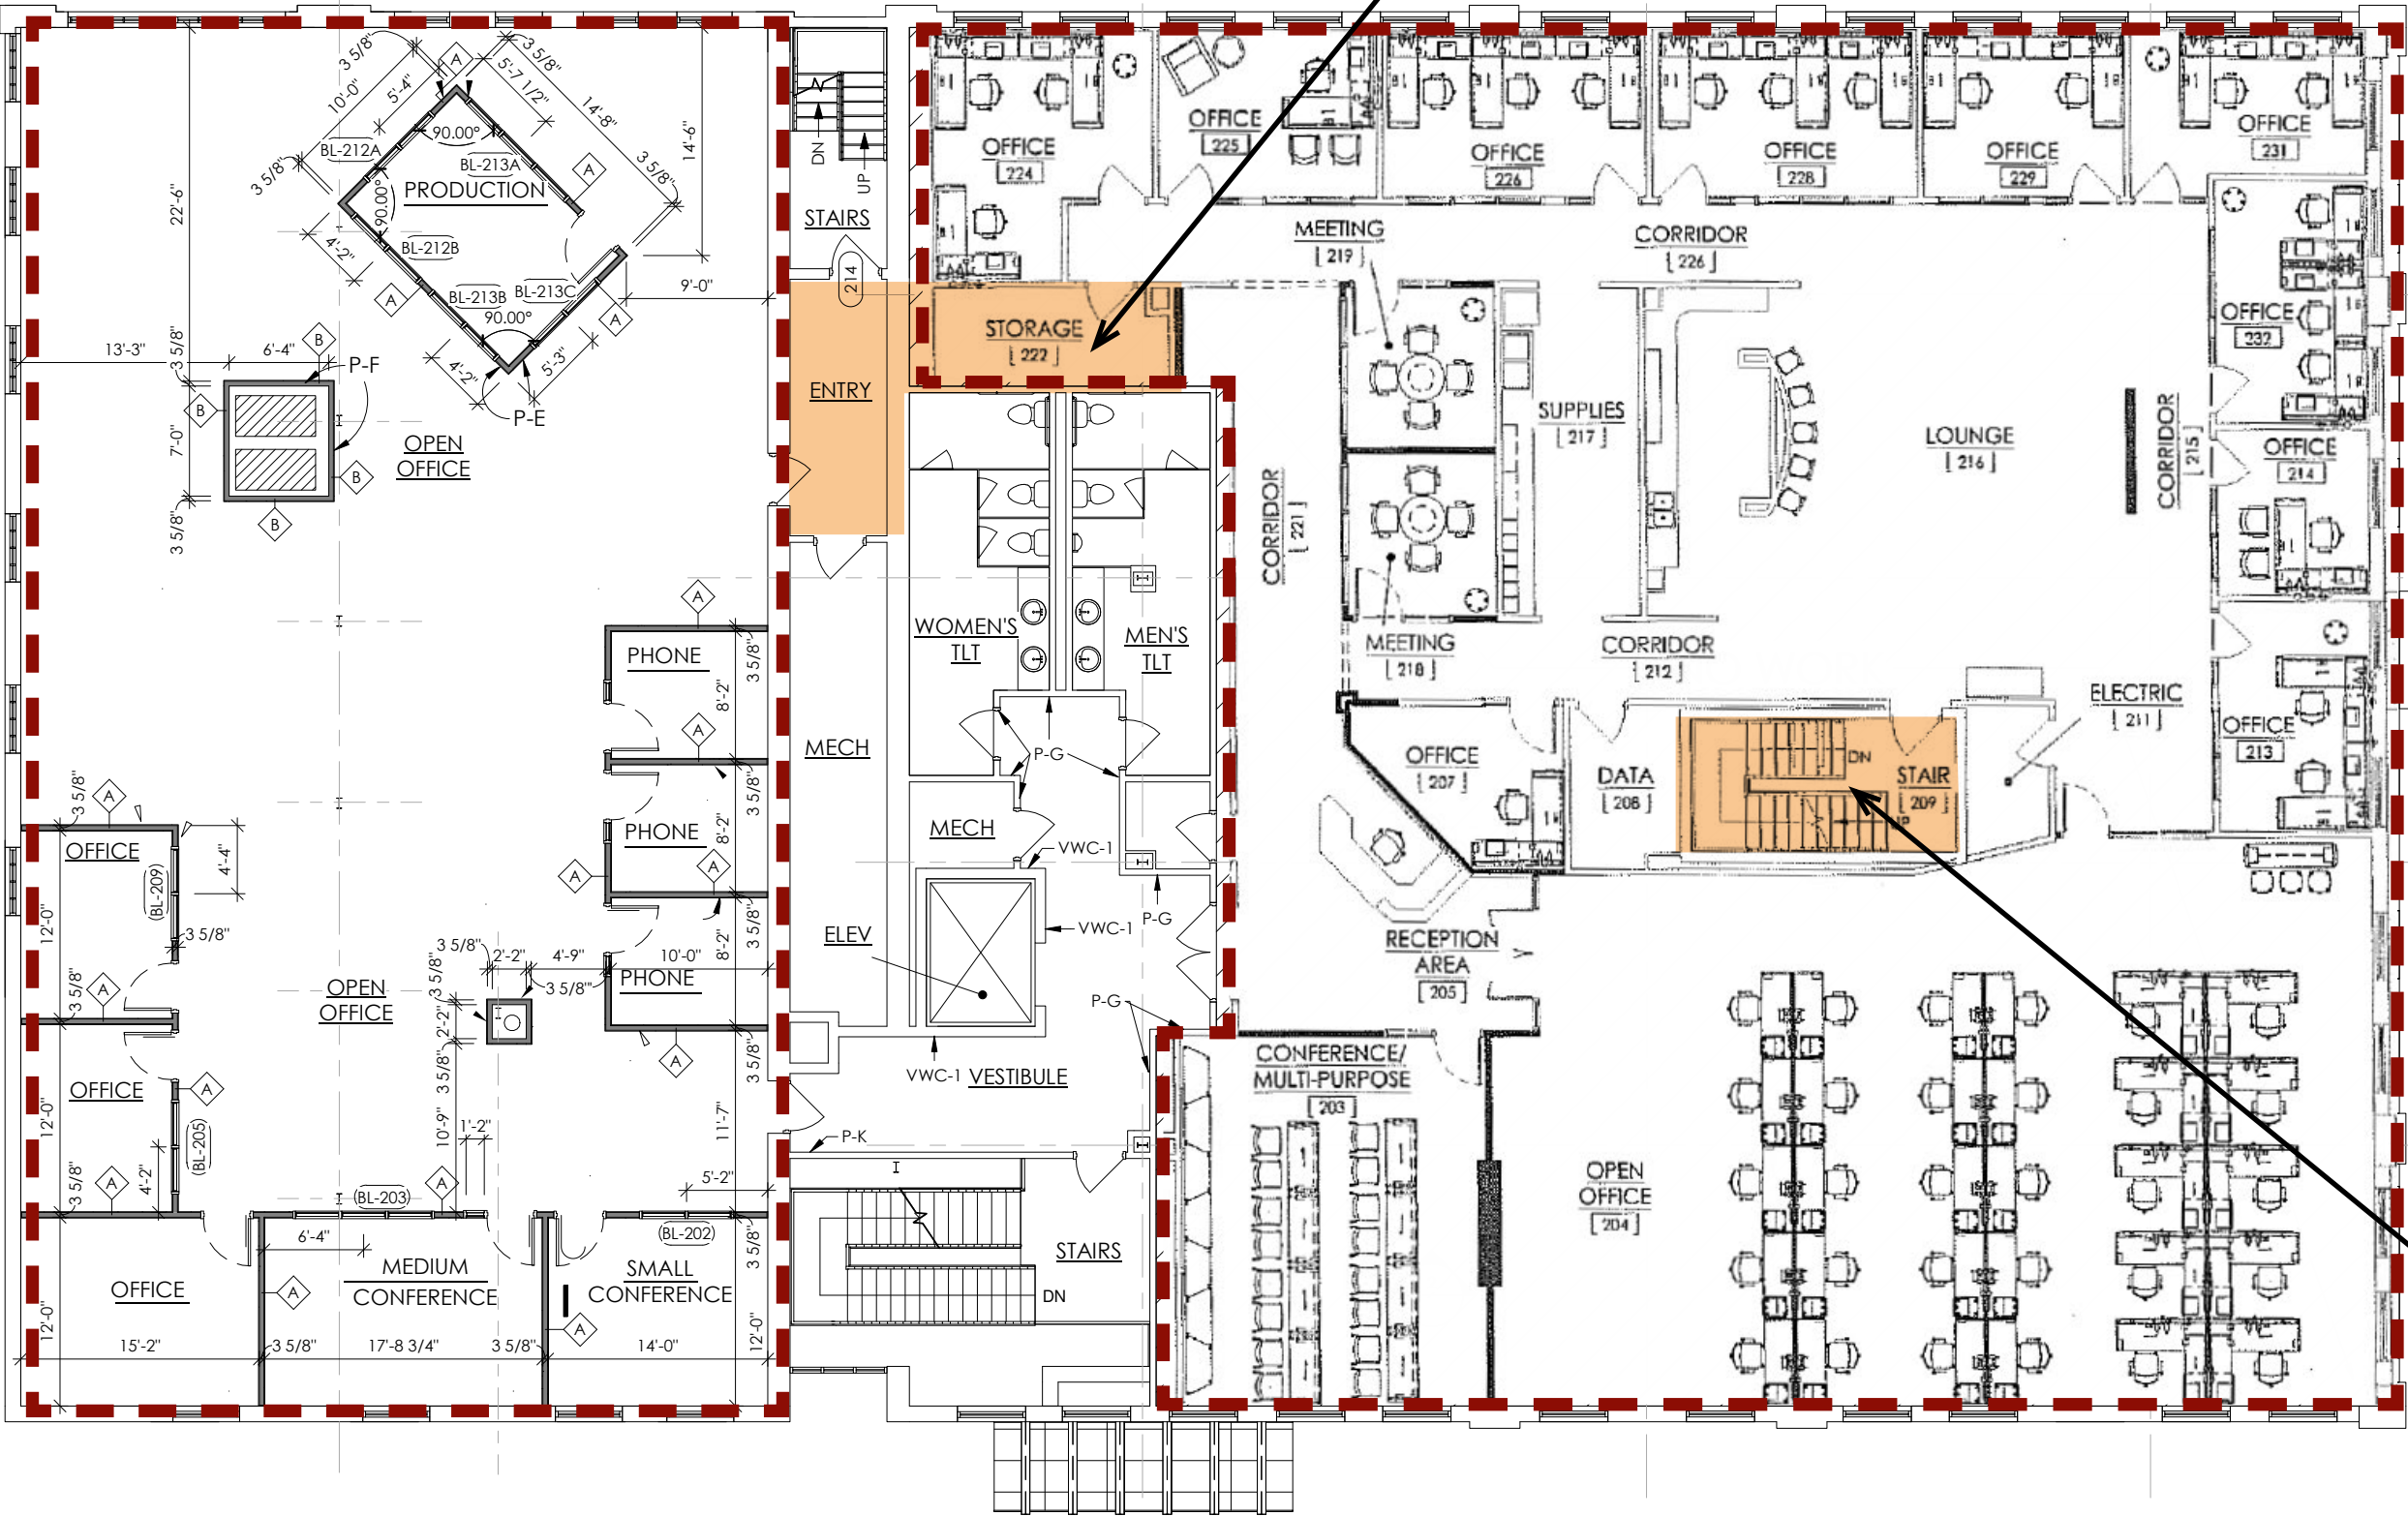 3 5/8"
10'-0"
5'-4"
A
3 5/8"
5'-7 1/2"
14'-8"
14'-6"
3 5/8"
90.00°
BL-212A
BL-213A
A
PRODUCTION
3 5/8"
90.00°
22'-6"
4'-2"
BL-212B
A
BL-213B
BL-213C
90.00°
A
9'-0"
13'-3"
3 5/8"
6'-4"
B
P-F
4'-2"
5'-3"
P-E
B
7'-0"
B
3 5/8"
B
OPEN
OFFICE
DN
UP
STAIRS
214
ENTRY
STORAGE
222
OFFICE
224
OFFICE
225
OFFICE
226
OFFICE
228
OFFICE
229
OFFICE
231
MEETING
219
CORRIDOR
226
OFFICE
232
SUPPLIES
217
LOUNGE
216
CORRIDOR
215
OFFICE
214
CORRIDOR
221
MEETING
218
CORRIDOR
212
ELECTRIC
211
OFFICE
213
OFFICE
207
DATA
208
DN
STAIR
209
UP
WOMEN'S
TLT
MEN'S
TLT
P-G
MECH
MECH
VWC-1
P-G
VWC-1
ELEV
P-G
VWC-1
VESTIBULE
P-K
STAIRS
DN
RECEPTION
AREA
205
CONFERENCE/
MULTI-PURPOSE
203
OPEN
OFFICE
204
A
PHONE
3 5/8"
8'-2"
A
PHONE
3 5/8"
8'-2"
A
A
PHONE
3 5/8"
8'-2"
3 5/8"
2'-2"
4'-9"
10'-0"
3 5/8"
3 5/8"
2'-2"
3 5/8"
A
3 5/8"
3 5/8"
A
OFFICE
4'-4"
(BL-209)
12'-0"
3 5/8"
3 5/8"
A
OPEN
OFFICE
OFFICE
A
12'-0"
(BL-205)
3 5/8"
A
4'-2"
10'-9"
1'-2"
11'-7"
5'-2"
(BL-203)
A
(BL-202)
6'-4"
3 5/8"
OFFICE
A
MEDIUM
CONFERENCE
SMALL
CONFERENCE
A
12'-0"
15'-2"
3 5/8"
17'-8 3/4"
3 5/8"
14'-0"
12'-0"